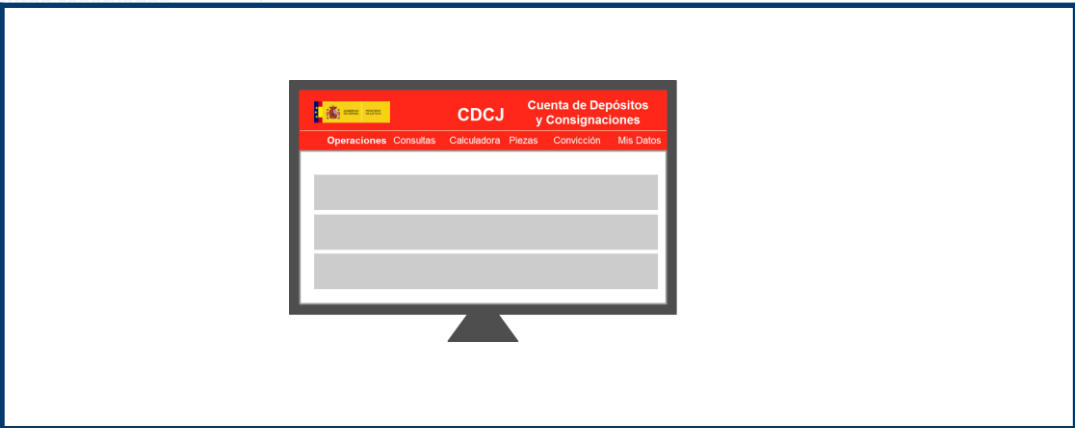 CDCJ
Cuenta de Depósitos
y Consignaciones
Operaciones Consultas Calculadora Piezas Convicción Mis Datos